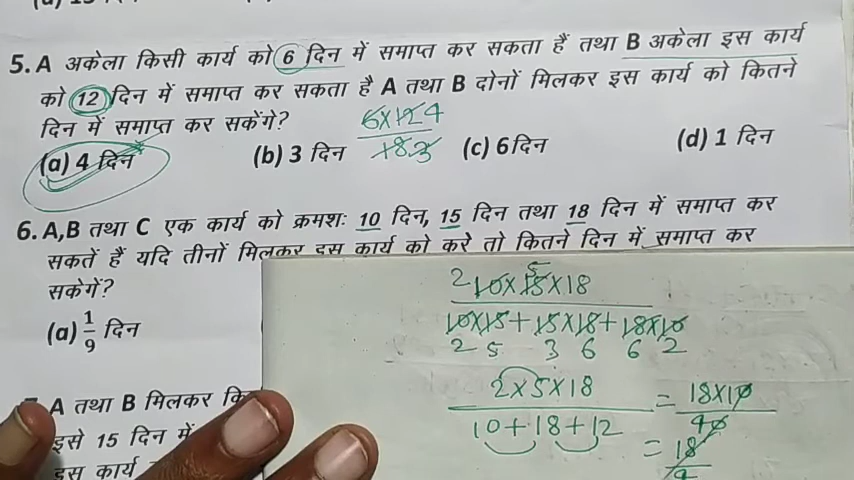 5. A अकेला किसी कार्य को 6 दिन में समाप्त कर सकता हैं तथा B अकेला इस कार्य
को 12 दिन में समाप्त कर सकता है A तथा B दोनों मिलकर इस कार्य को कितने
दिन में समाप्त कर सकेंगे?
6×12 4
18 3
(a) 4 दिन (b) 3 दिन (c) 6 दिन (d) 1 दिन
6. A,B तथा C एक कार्य को क्रमशः 10 दिन, 15 दिन तथा 18 दिन में समाप्त कर
सकतें हैं यदि तीनों मिलकर इस कार्य को करे तो कितने दिन में समाप्त कर
सकेगें?
(a) 1/9 दिन
2 10×15×18 5
10×15+15×18+18×10
2 5 3 6 6 2
2×5×18 = 18×10
10+18+12 40
= 18
A तथा B मिलकर
इसे 15 दिन में
इस कार्य